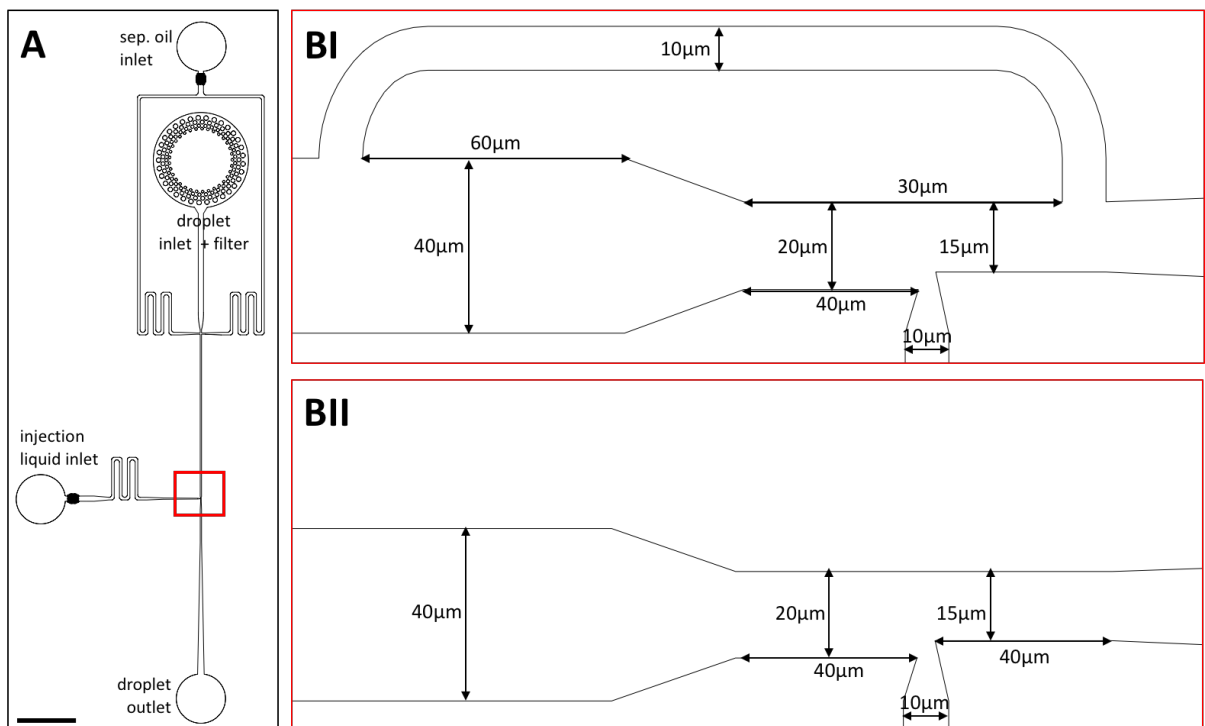 A
sep. oil
inlet
droplet
inlet + filter
injection
liquid inlet
droplet
outlet
BI
10µm
60µm
30µm
40µm
20µm
15µm
40µm
10µm
BII
40µm
20µm
15µm
40µm
40µm
10µm